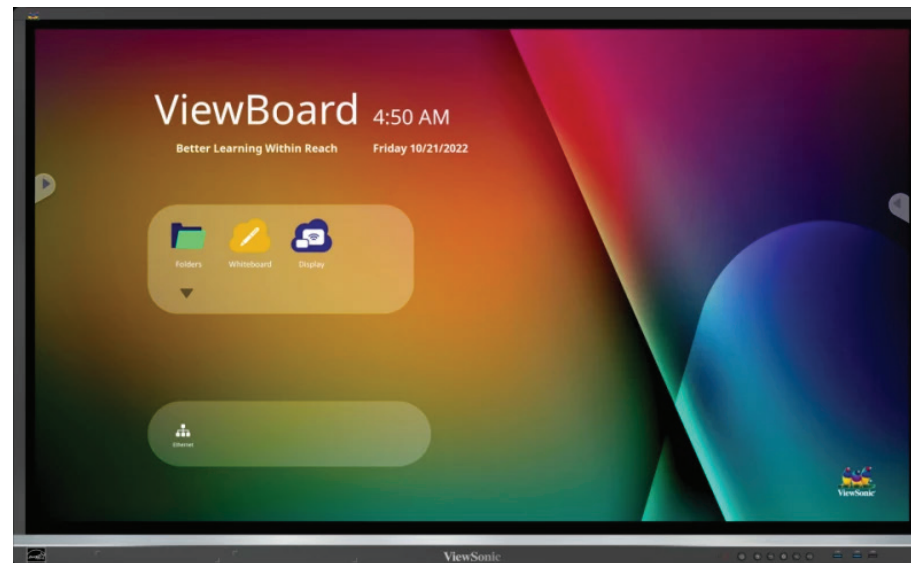 ViewBoard 4:50 AM
Better Learning Within Reach Friday 10/21/2022
Folders Whiteboard Display
Ethernet
ViewSonic
ViewSonic